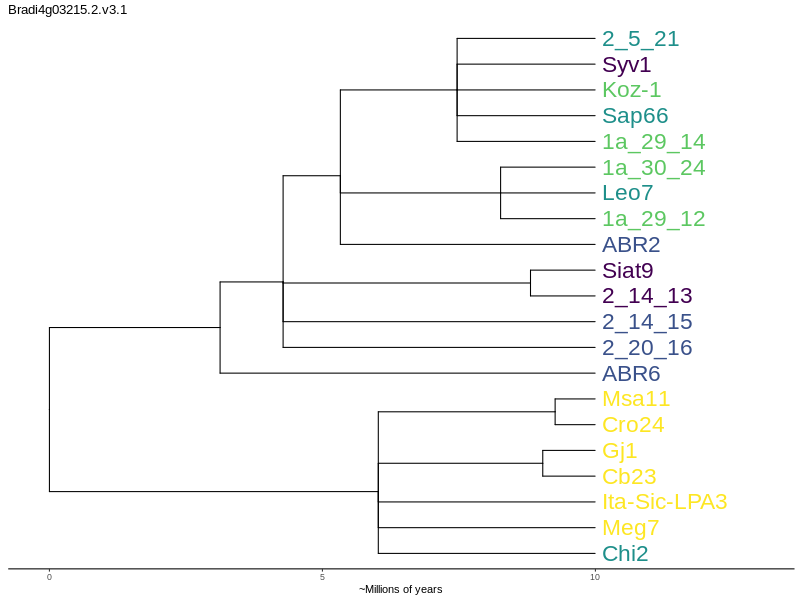 Bradi4g03215.2.v3.1
2_5_21
Syv1
Koz-1
Sap66
1a_29_14
1a_30_24
Leo7
1a_29_12
ABR2
Siat9
2_14_13
2_14_15
2_20_16
ABR6
Msa11
Cro24
Gj1
Cb23
Ita-Sic-LPA3
Meg7
Chi2
0 5 10
~Millions of years